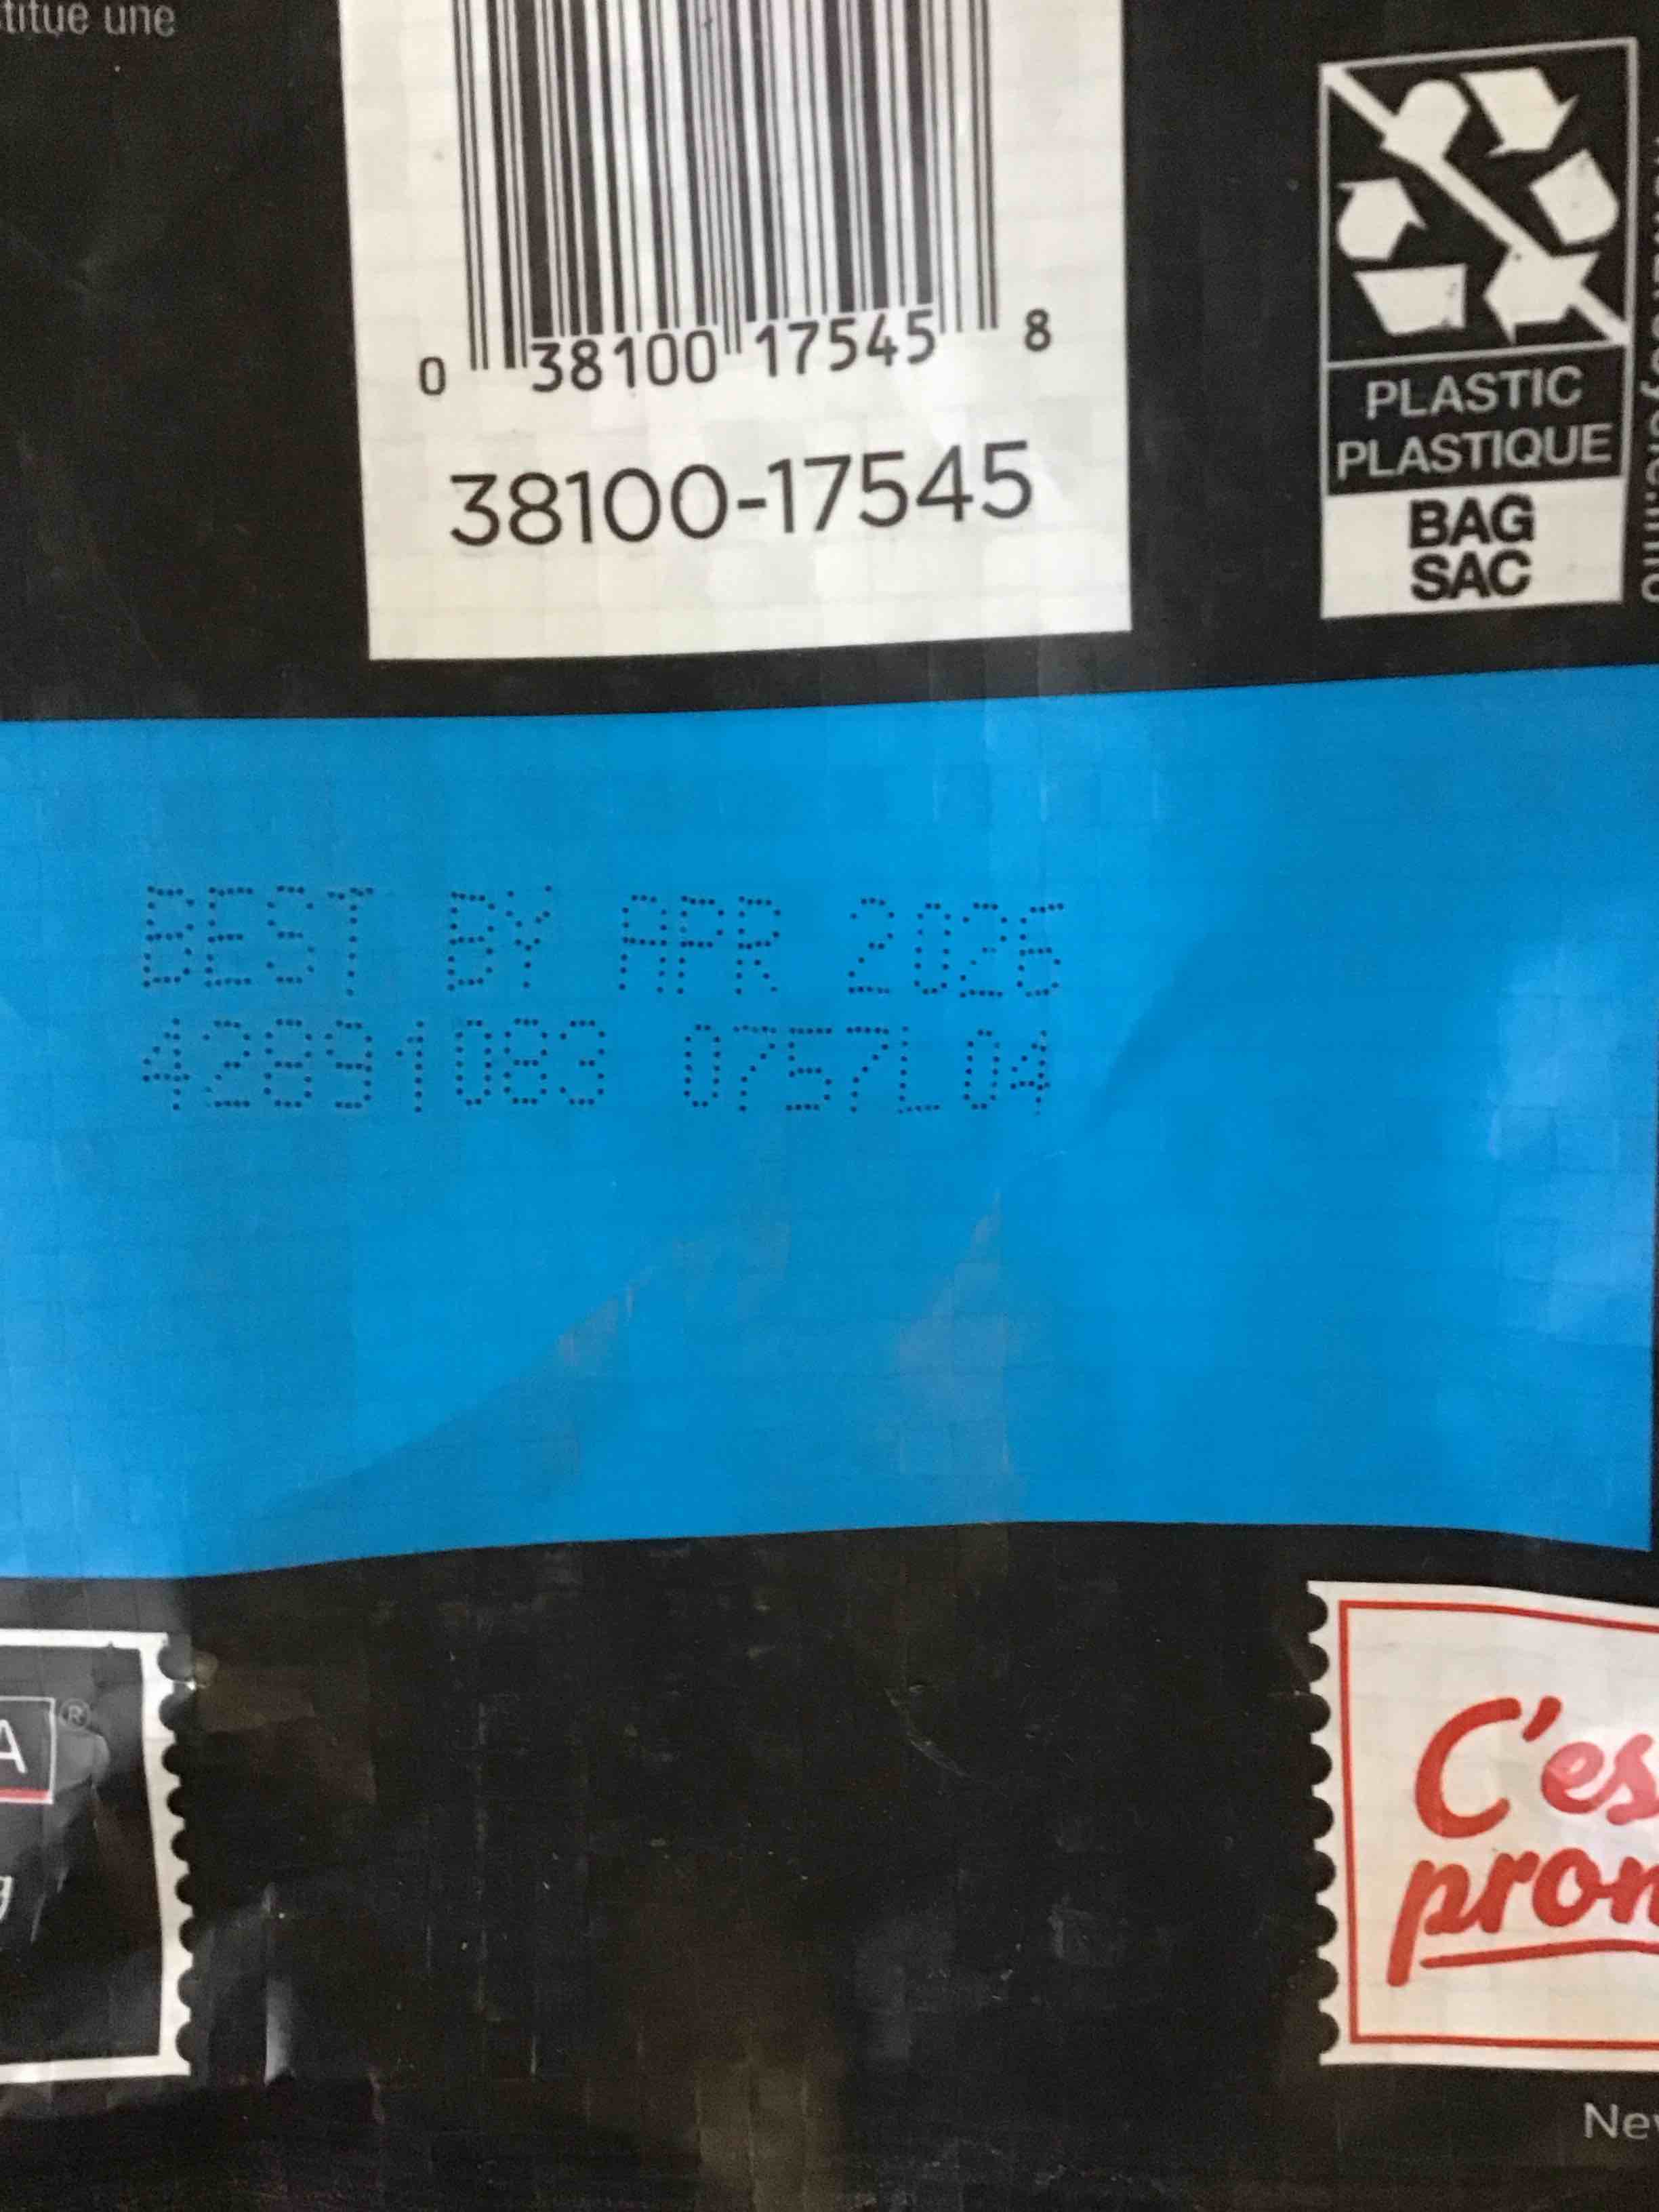 titue une
0 38100 17545 8
38100-17545
PLASTIC
PLASTIQUE
BAG
SAC
BEST BY APR 2026
42891083 0757L04
A ®
g
C'es
pron
Nev